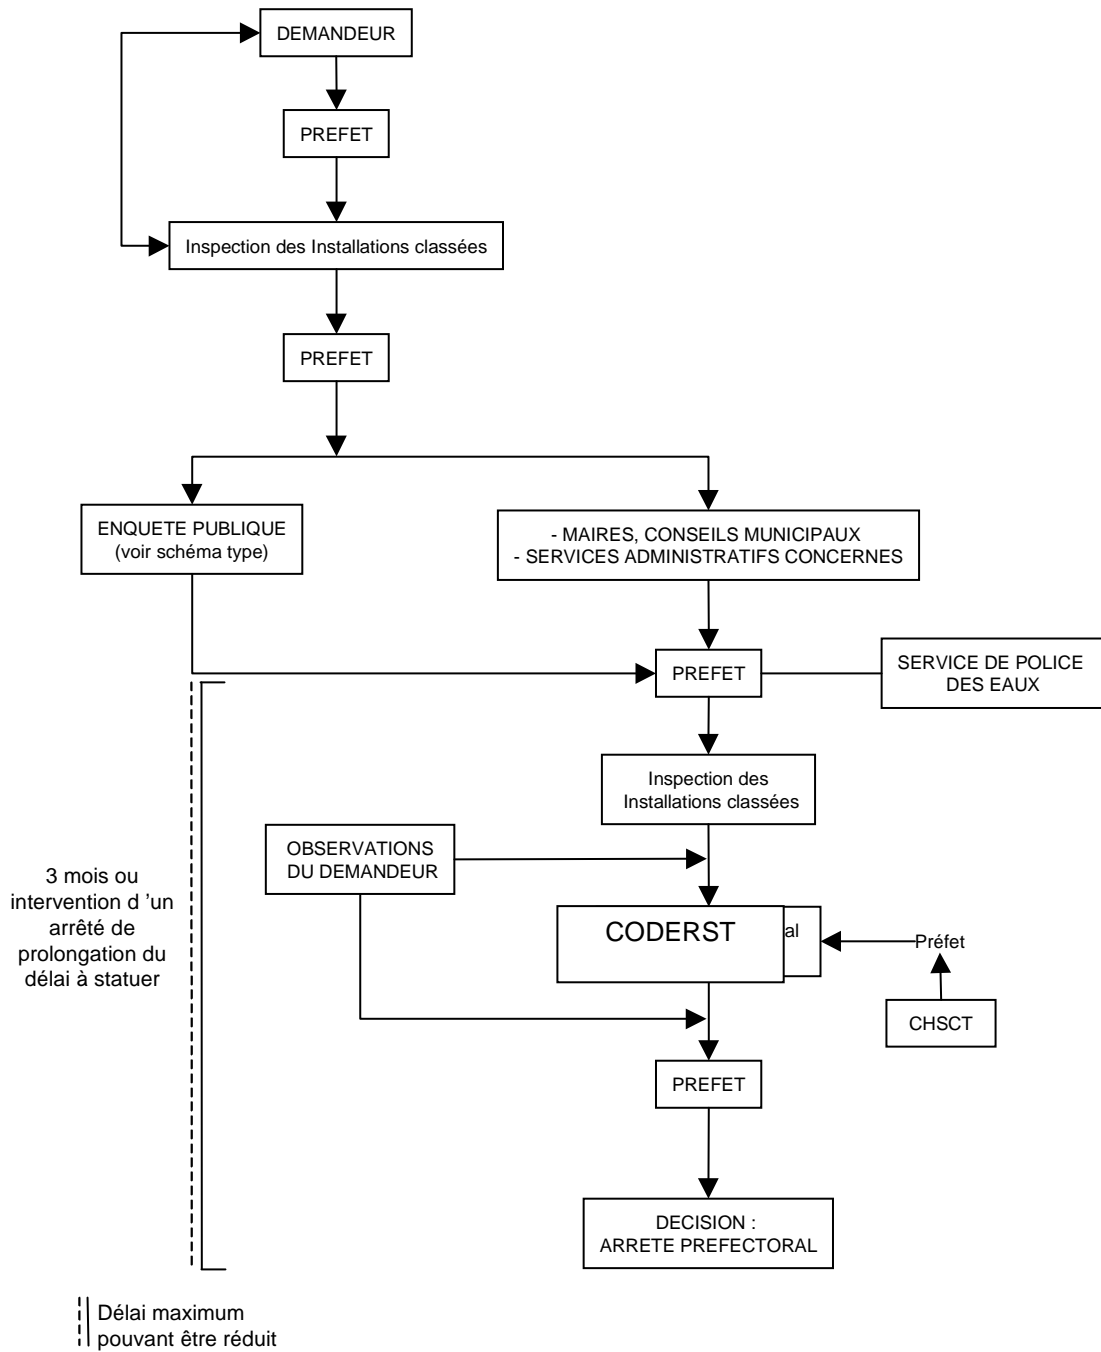 DEMANDEUR
PREFET
Inspection des Installations classées
PREFET
ENQUETE PUBLIQUE
(voir schéma type)
- MAIRES, CONSEILS MUNICIPAUX
- SERVICES ADMINISTRATIFS CONCERNES
PREFET
SERVICE DE POLICE
DES EAUX
Inspection des
Installations classées
OBSERVATIONS
DU DEMANDEUR
3 mois ou
intervention d 'un
arrêté de
prolongation du
délai à statuer
CODERST
al
Préfet
CHSCT
PREFET
DECISION :
ARRETE PREFECTORAL
Délai maximum
pouvant être réduit